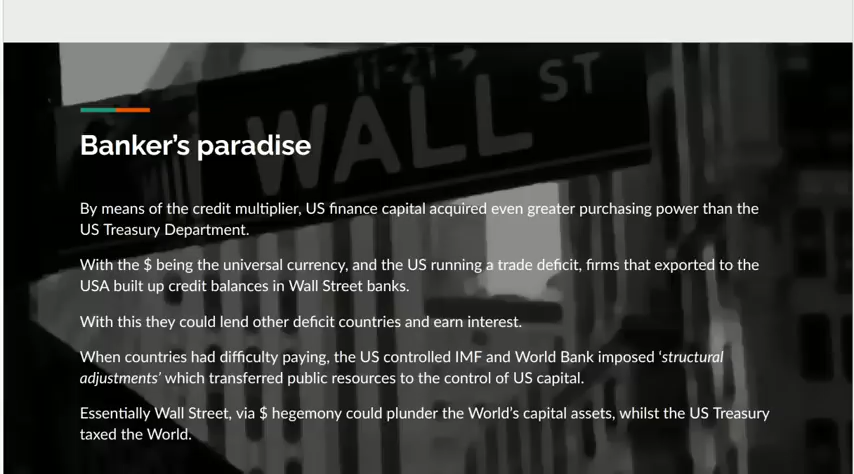 11-21 →
WALL ST
Banker's paradise
By means of the credit multiplier, US finance capital acquired even greater purchasing power than the
US Treasury Department.
With the $ being the universal currency, and the US running a trade deficit, firms that exported to the
USA built up credit balances in Wall Street banks.
With this they could lend other deficit countries and earn interest.
When countries had difficulty paying, the US controlled IMF and World Bank imposed ‘structural
adjustments’ which transferred public resources to the control of US capital.
Essentially Wall Street, via $ hegemony could plunder the World’s capital assets, whilst the US Treasury
taxed the World.